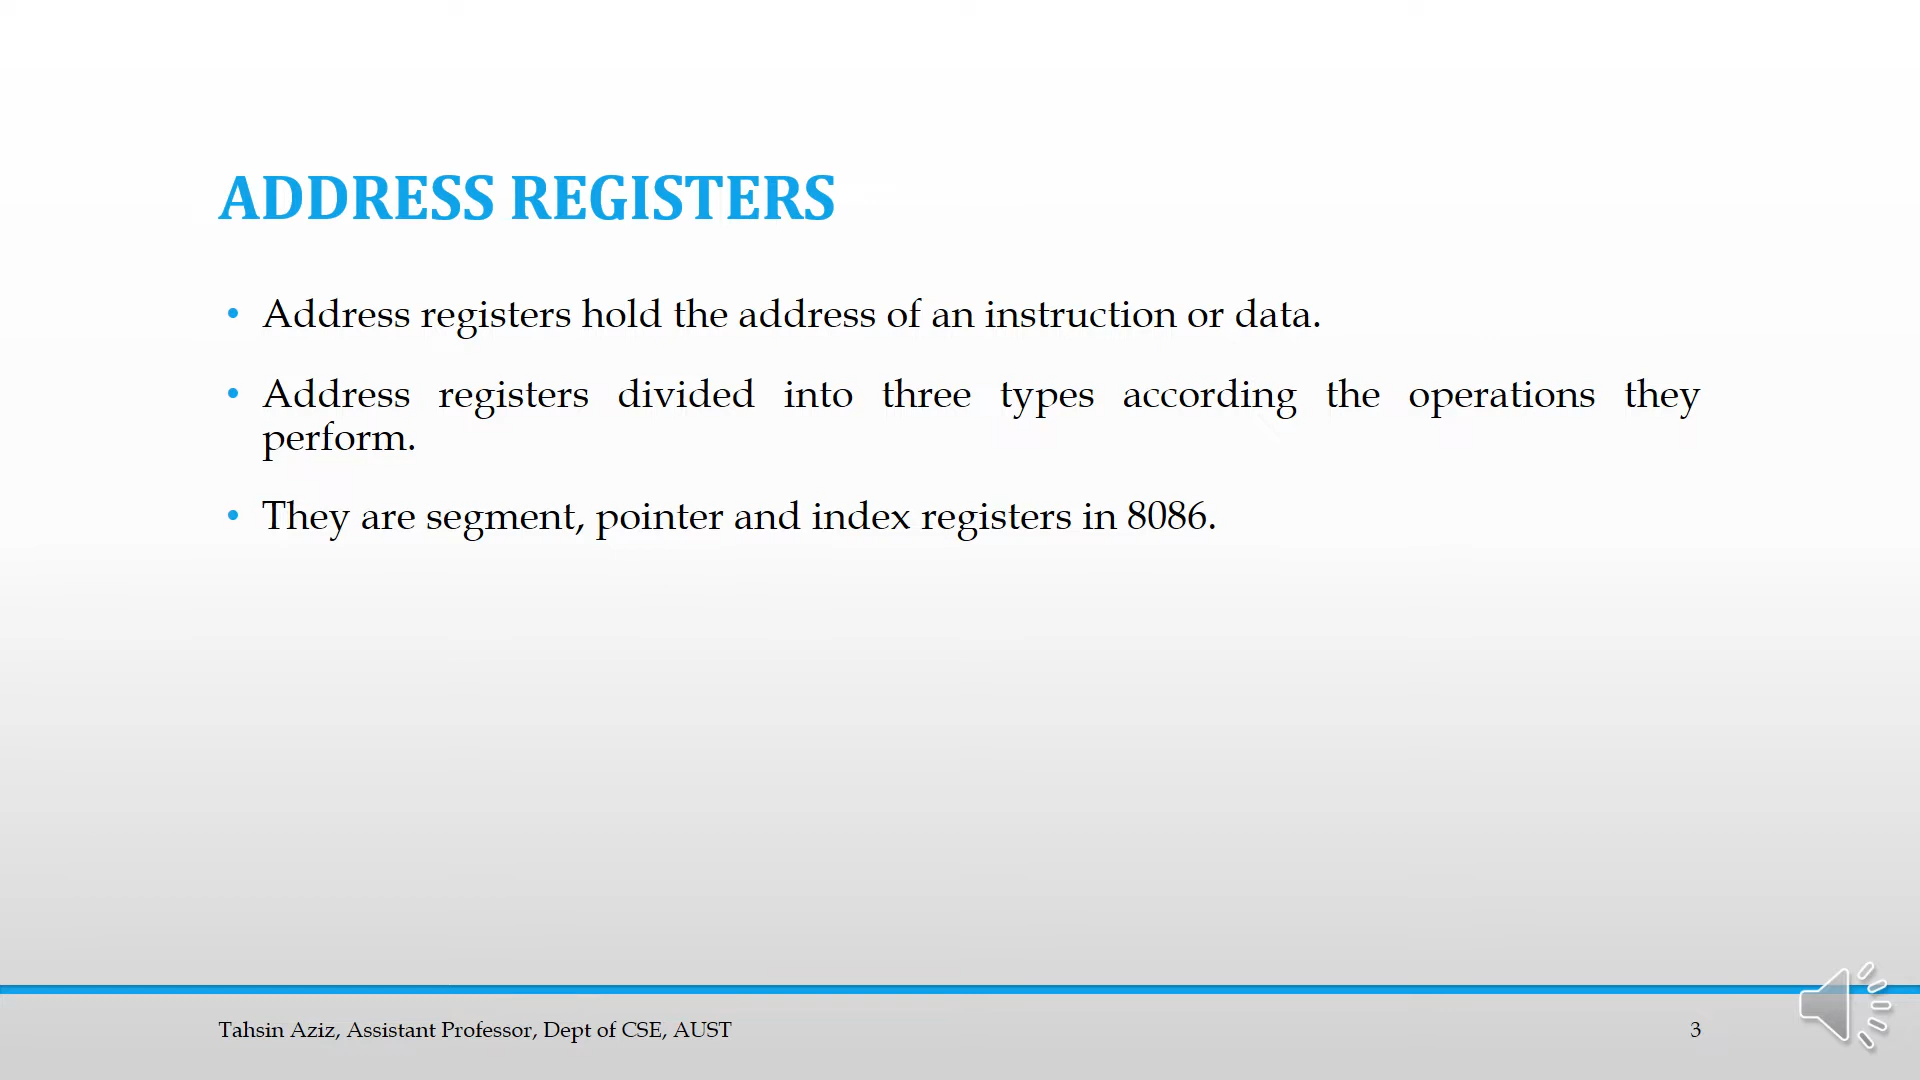 ADDRESS REGISTERS
• Address registers hold the address of an instruction or data.
• Address registers divided into three types according the operations they
perform.
• They are segment, pointer and index registers in 8086.
Tahsin Aziz, Assistant Professor, Dept of CSE, AUST
3